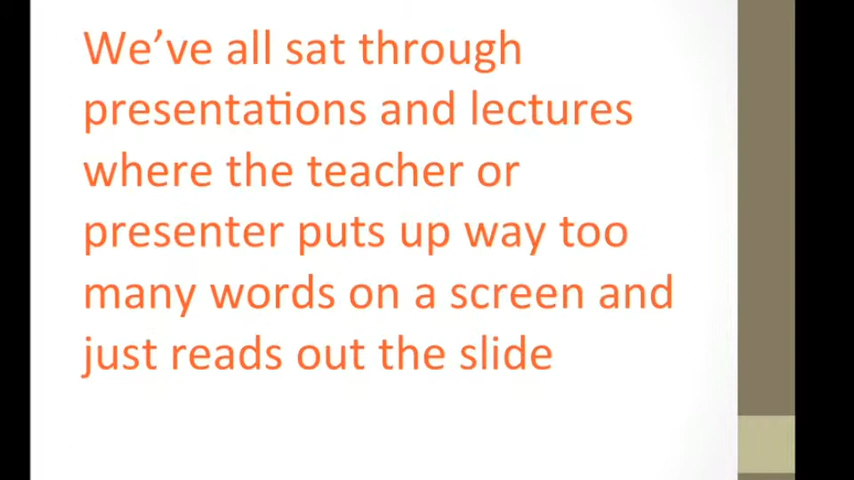 We’ve all sat through
presentations and lectures
where the teacher or
presenter puts up way too
many words on a screen and
just reads out the slide